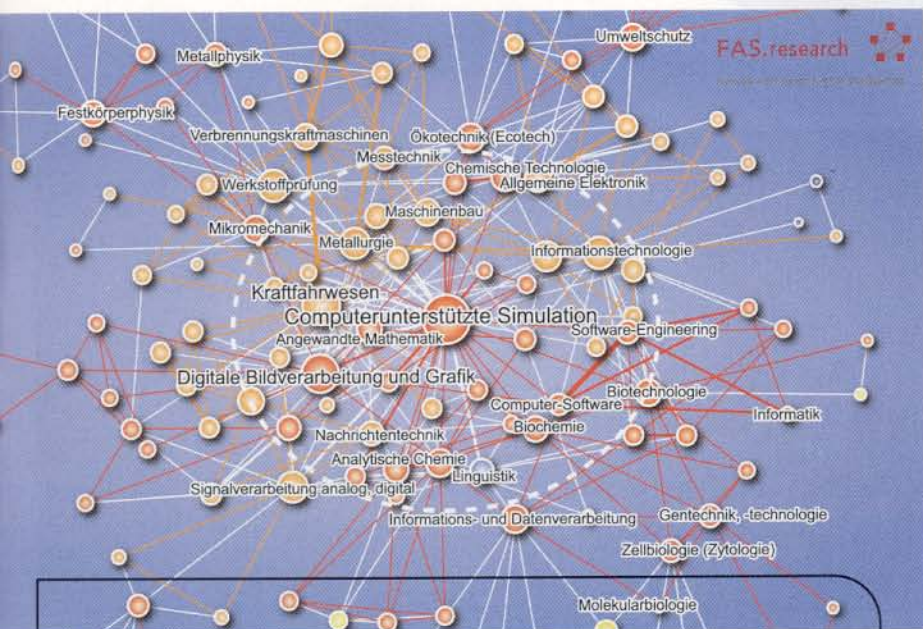 Umweltschutz
FAS.research
Metallphysik
Festkörperphysik
Verbrennungskraftmaschinen
Ökotechnik (Ecotech)
Messtechnik
Chemische Technologie
Allgemeine Elektronik
Werkstoffprüfung
Maschinenbau
Mikromechanik
Metallurgie
Informationstechnologie
Kraftfahrwesen
Computerunterstützte Simulation
Software-Engineering
Angewandte Mathematik
Digitale Bildverarbeitung und Grafik
Biotechnologie
Computer-Software
Informatik
Biochemie
Nachrichtentechnik
Analytische Chemie
Linguistik
Signalverarbeitung analog, digital
Informations- und Datenverarbeitung
Gentechnik, -technologie
Zellbiologie (Zytologie)
Molekularbiologie